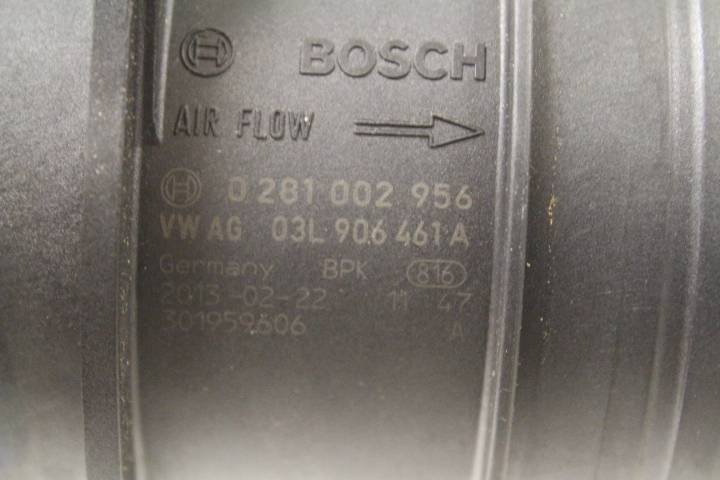 BOSCH
AIR FLOW
0 281 002 956
VW AG 03L 906 461 A
Germany BPK 816
2013-02-22 11 47
301959606 A